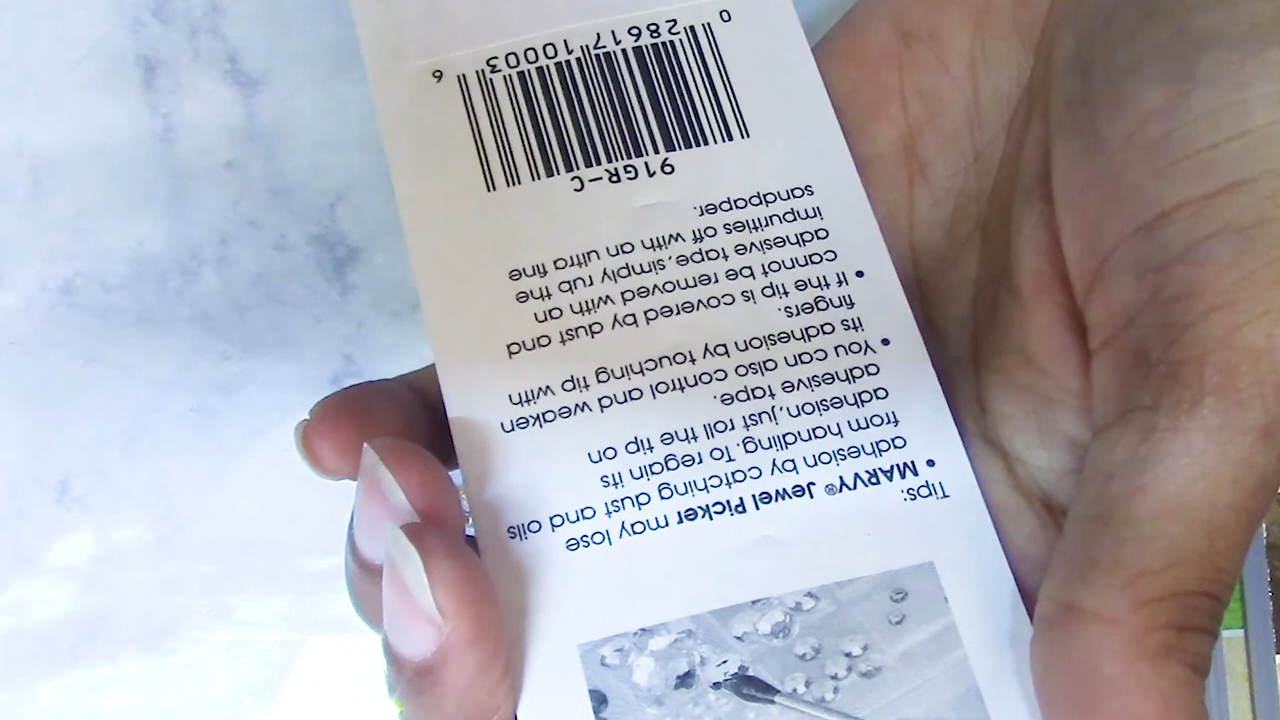 Tips:
• MARVY® Jewel Picker may lose
adhesion by catching dust and oils
from handling. To regain its
adhesion, just roll the tip on
adhesive tape.
• You can also control and weaken
its adhesion by touching tip with
fingers.
• If the tip is covered by dust and
cannot be removed with an
adhesive tape, simply rub the
impurities off with an ultra fine
sandpaper.
91GR-C
0 28617 10003 6